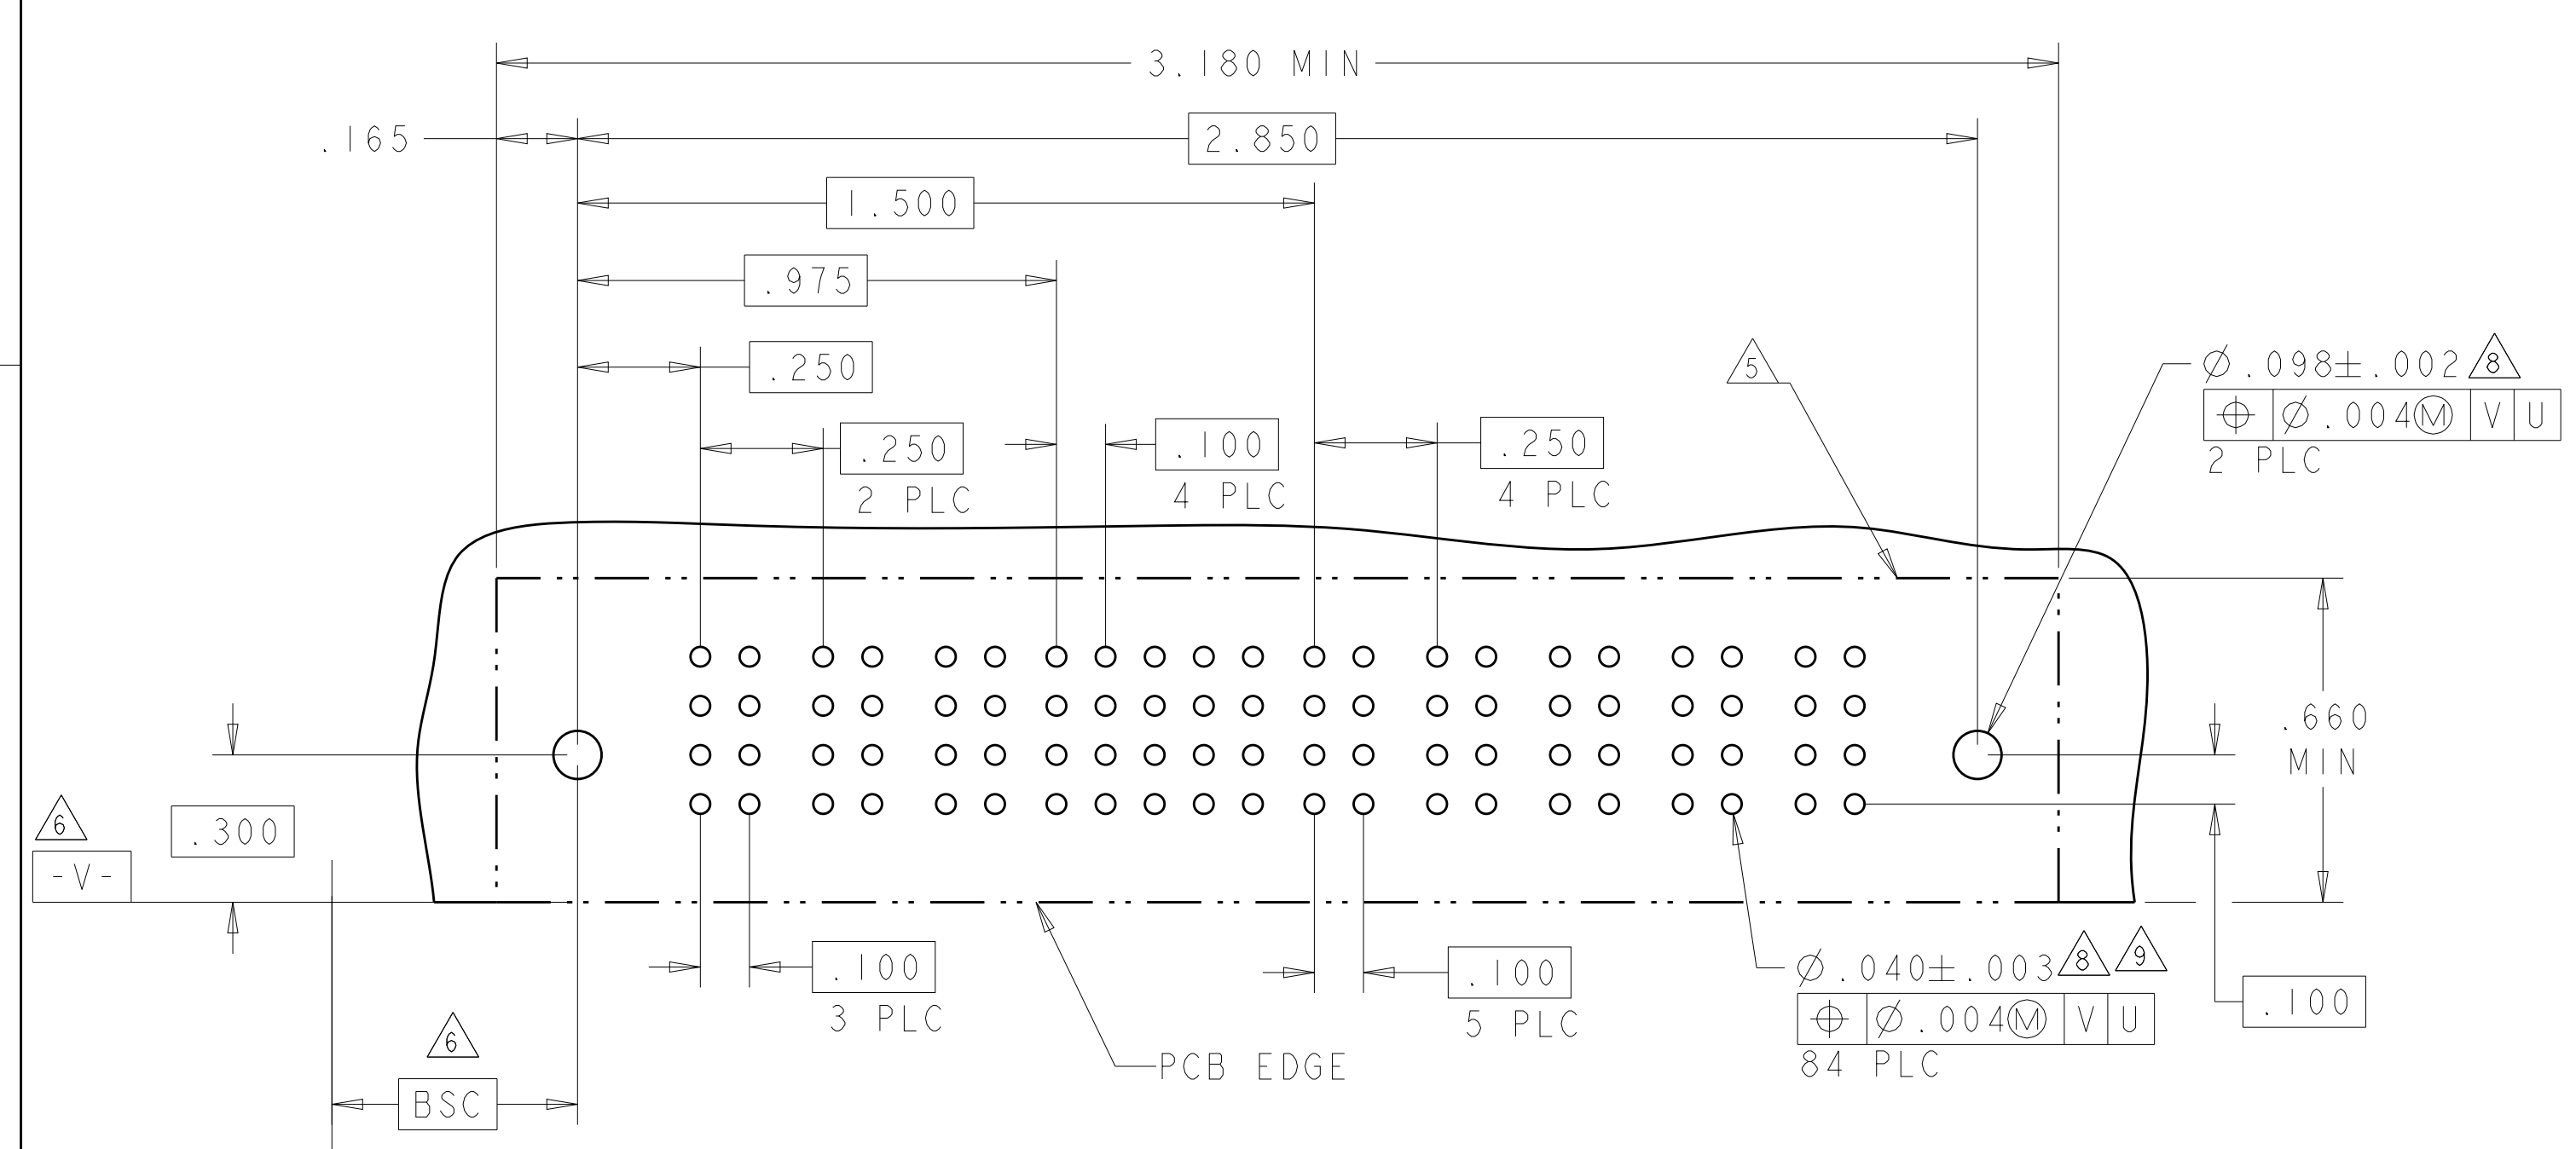 3.180 MIN
.165
2.850
1.500
.975
.250
.250
2 PLC
.100
4 PLC
.250
4 PLC
5
Ø.098±.002 8
⌖ Ø.004Ⓜ V U
2 PLC
.660
MIN
6
.300
-V-
.100
3 PLC
.100
5 PLC
Ø.040±.003 8 9
⌖ Ø.004Ⓜ V U
84 PLC
.100
6
PCB EDGE
BSC